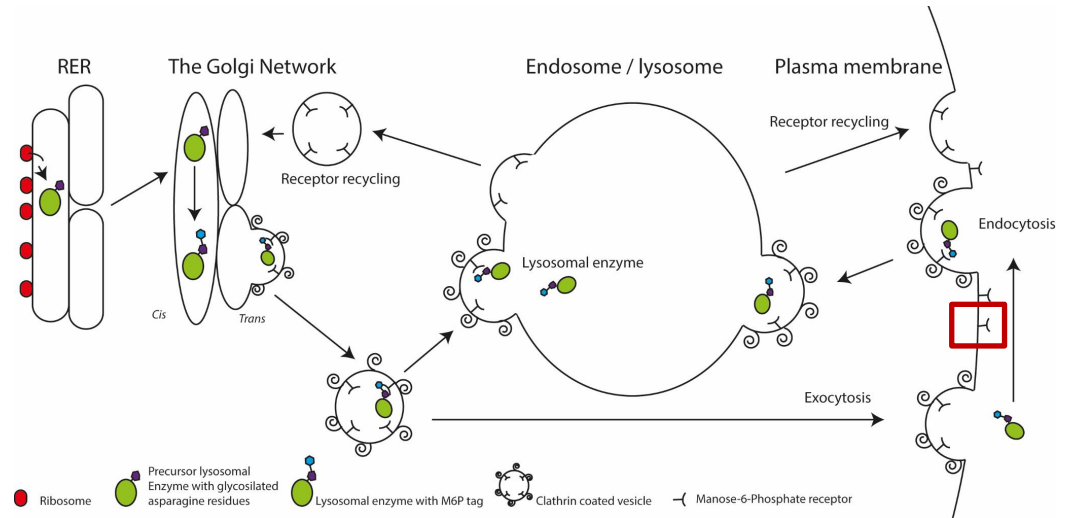 RER
The Golgi Network
Endosome / lysosome
Plasma membrane
Receptor recycling
Receptor recycling
Endocytosis
Lysosomal enzyme
Cis
Trans
Exocytosis
Ribosome
Precursor lysosomal
Enzyme with glycosilated
asparagine residues
Lysosomal enzyme with M6P tag
Clathrin coated vesicle
Manose-6-Phosphate receptor